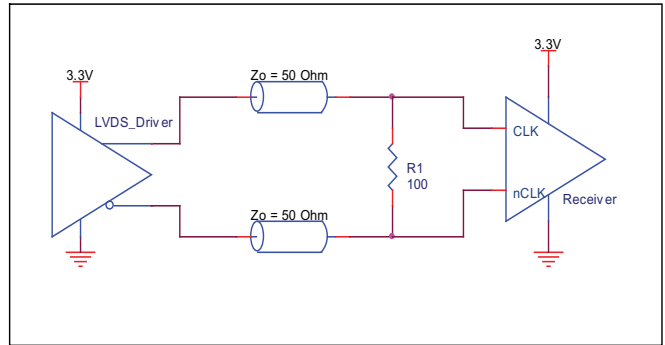 3.3V
LVDS_Driver
Zo = 50 Ohm
Zo = 50 Ohm
R1
100
3.3V
CLK
nCLK
Receiver